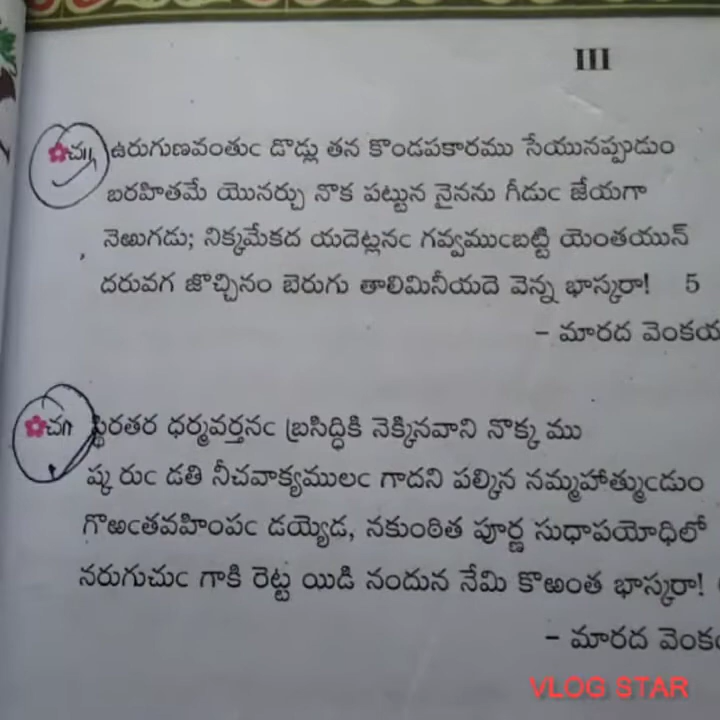 III
చ॥ ఉరుగుణవంతుఁ డొడ్లు తన కొండపకారము సేయునప్పుడుం
బరహితమే యొనర్చు నొక పట్టున నైనను గీడుఁ జేయగా
నెఱుగడు; నిక్కమేకద యదెట్లనఁ గవ్వముఁబట్టి యెంతయున్
దరువగ జొచ్చినం బెరుగు తాలిమినీయదె వెన్న భాస్కరా! 5
– మారద వెంకయ
చ॥ స్థిరతర ధర్మవర్తనఁ బ్రసిద్ధికి నెక్కినవాని నొక్క ము
ష్కరుఁ డతి నీచవాక్యములఁ గాదని పల్కిన నమ్మహాత్ముఁడుం
గొఱఁతవహింపఁ డయ్యెడ, నకుంఠిత పూర్ణ సుధాపయోధిలో
నరుగుచుఁ గాకి రెట్ట యిడి నందున నేమి కొఱంత భాస్కరా!
– మారద వెంక
VLOG STAR